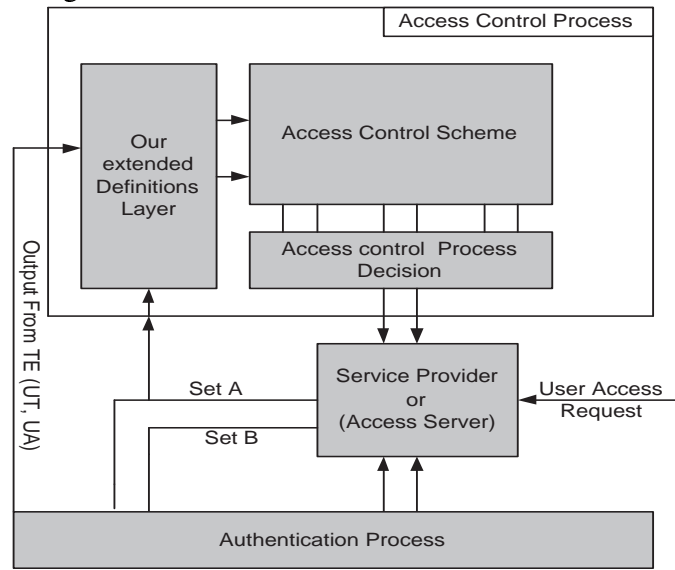 Access Control Process
Our
extended
Definitions
Layer
Access Control Scheme
Access control Process
Decision
Output From TE (UT, UA)
Set A
Set B
Service Provider
or
(Access Server)
User Access
Request
Authentication Process